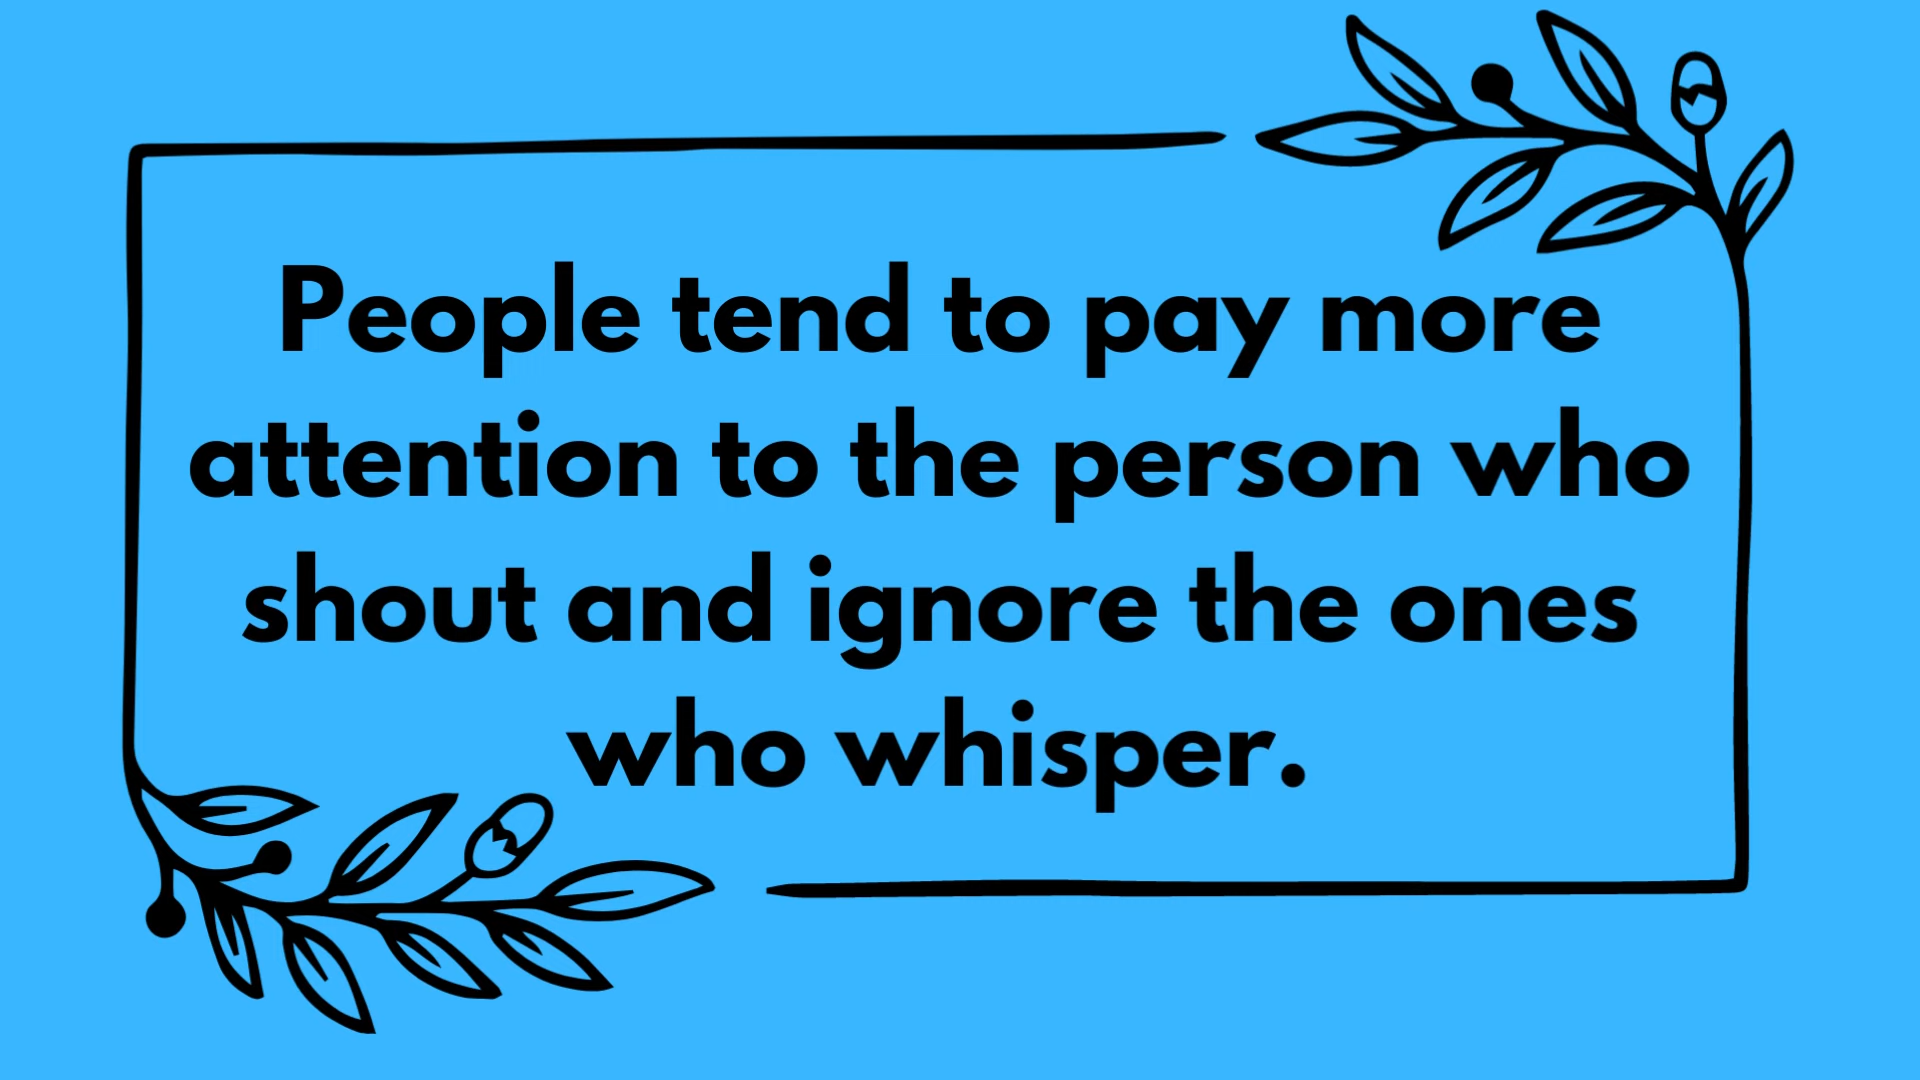 People tend to pay more
attention to the person who
shout and ignore the ones
who whisper.